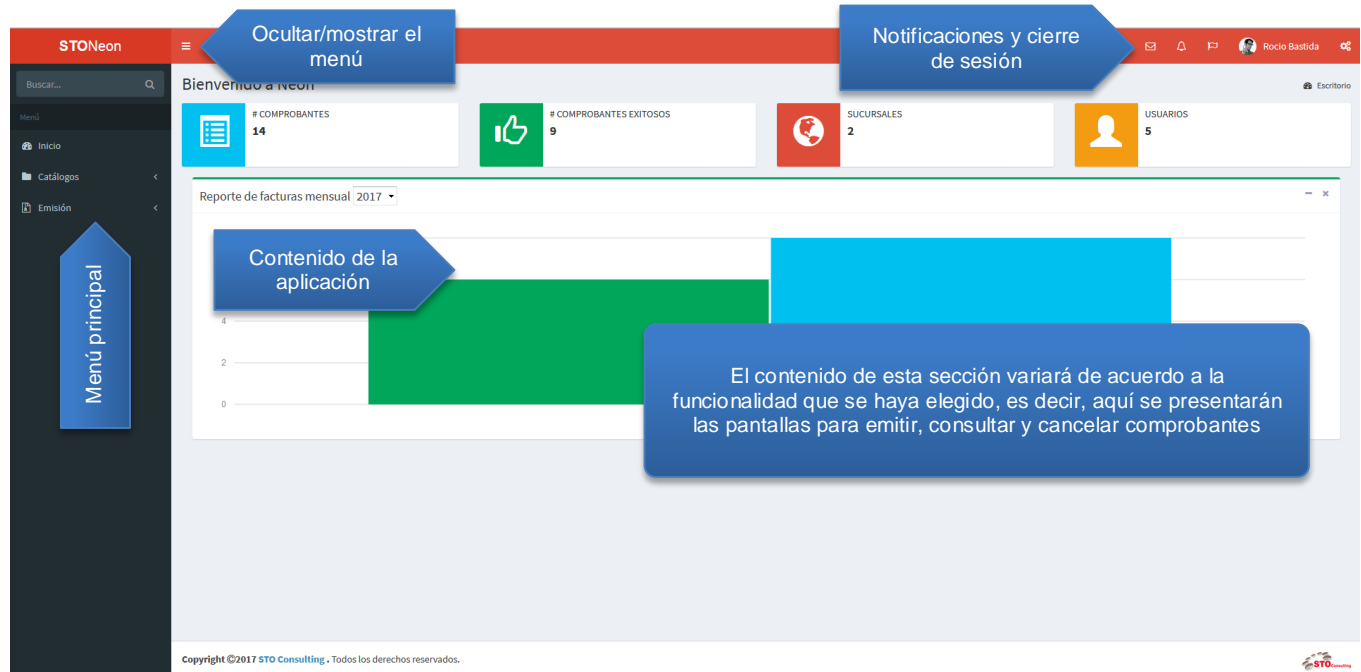 Ocultar/mostrar el
menú
Notificaciones y cierre
de sesión
STONeon
Rocio Bastida
Buscar...
Bienvenido a Neon
Escritorio
Menú
Inicio
Catálogos
Emisión
# COMPROBANTES
14
# COMPROBANTES EXITOSOS
9
SUCURSALES
2
USUARIOS
5
Reporte de facturas mensual 2017
Contenido de la
aplicación
4
2
0
Menú principal
El contenido de esta sección variará de acuerdo a la
funcionalidad que se haya elegido, es decir, aquí se presentarán
las pantallas para emitir, consultar y cancelar comprobantes
Copyright ©2017 STO Consulting . Todos los derechos reservados.
STO Consulting